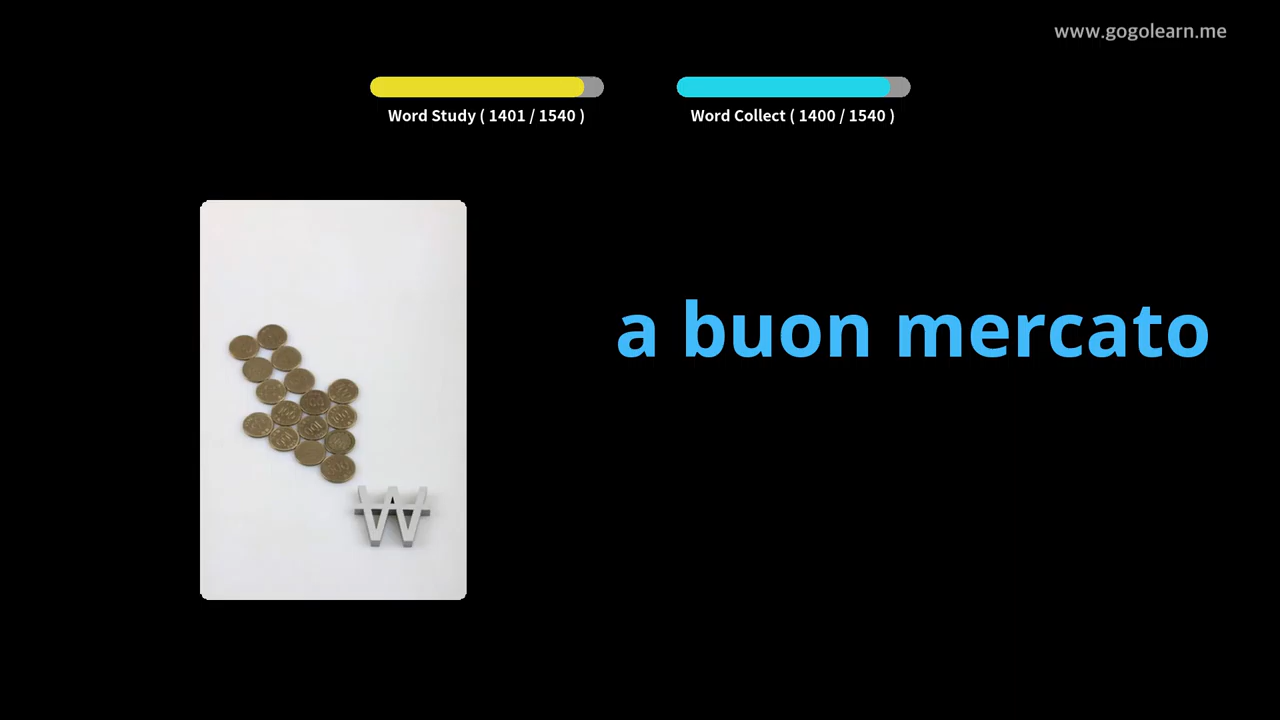 www.gogolearn.me
Word Study ( 1401 / 1540 )
Word Collect ( 1400 / 1540 )
a buon mercato
₩